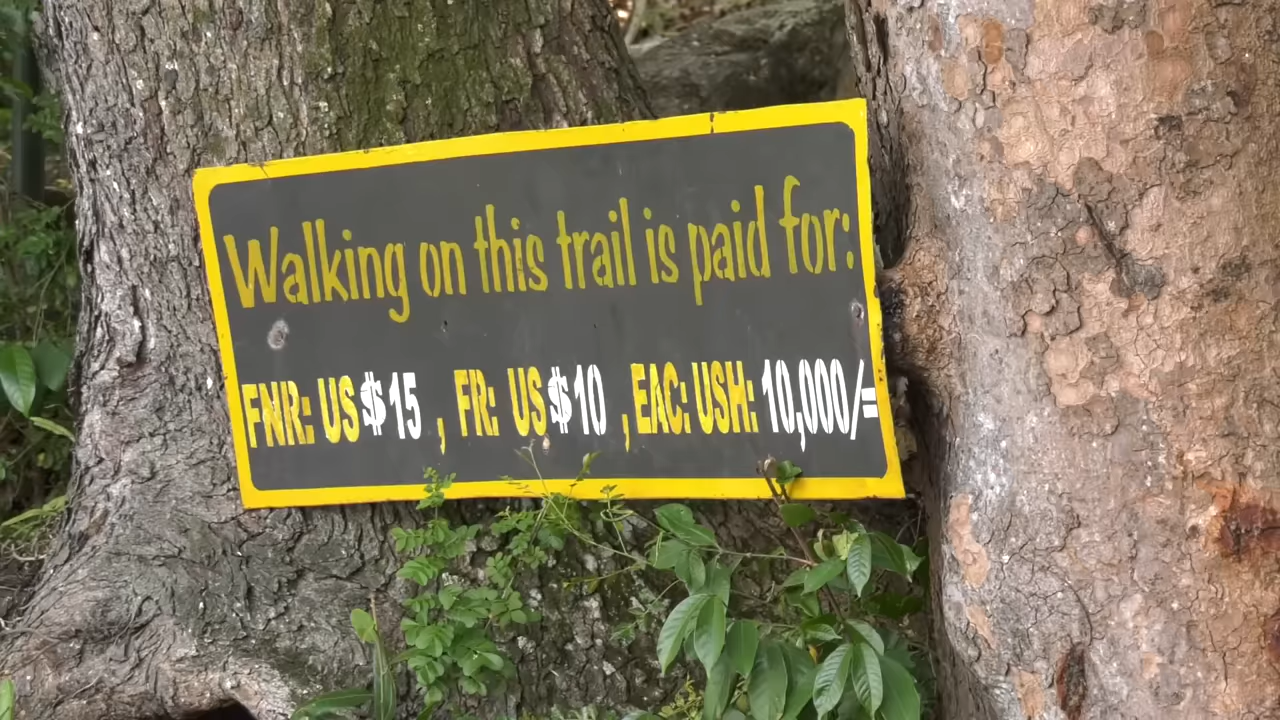 Walking on this trail is paid for:
FNR: US$15 , FR: US$10 , EAC: USH: 10,000/=